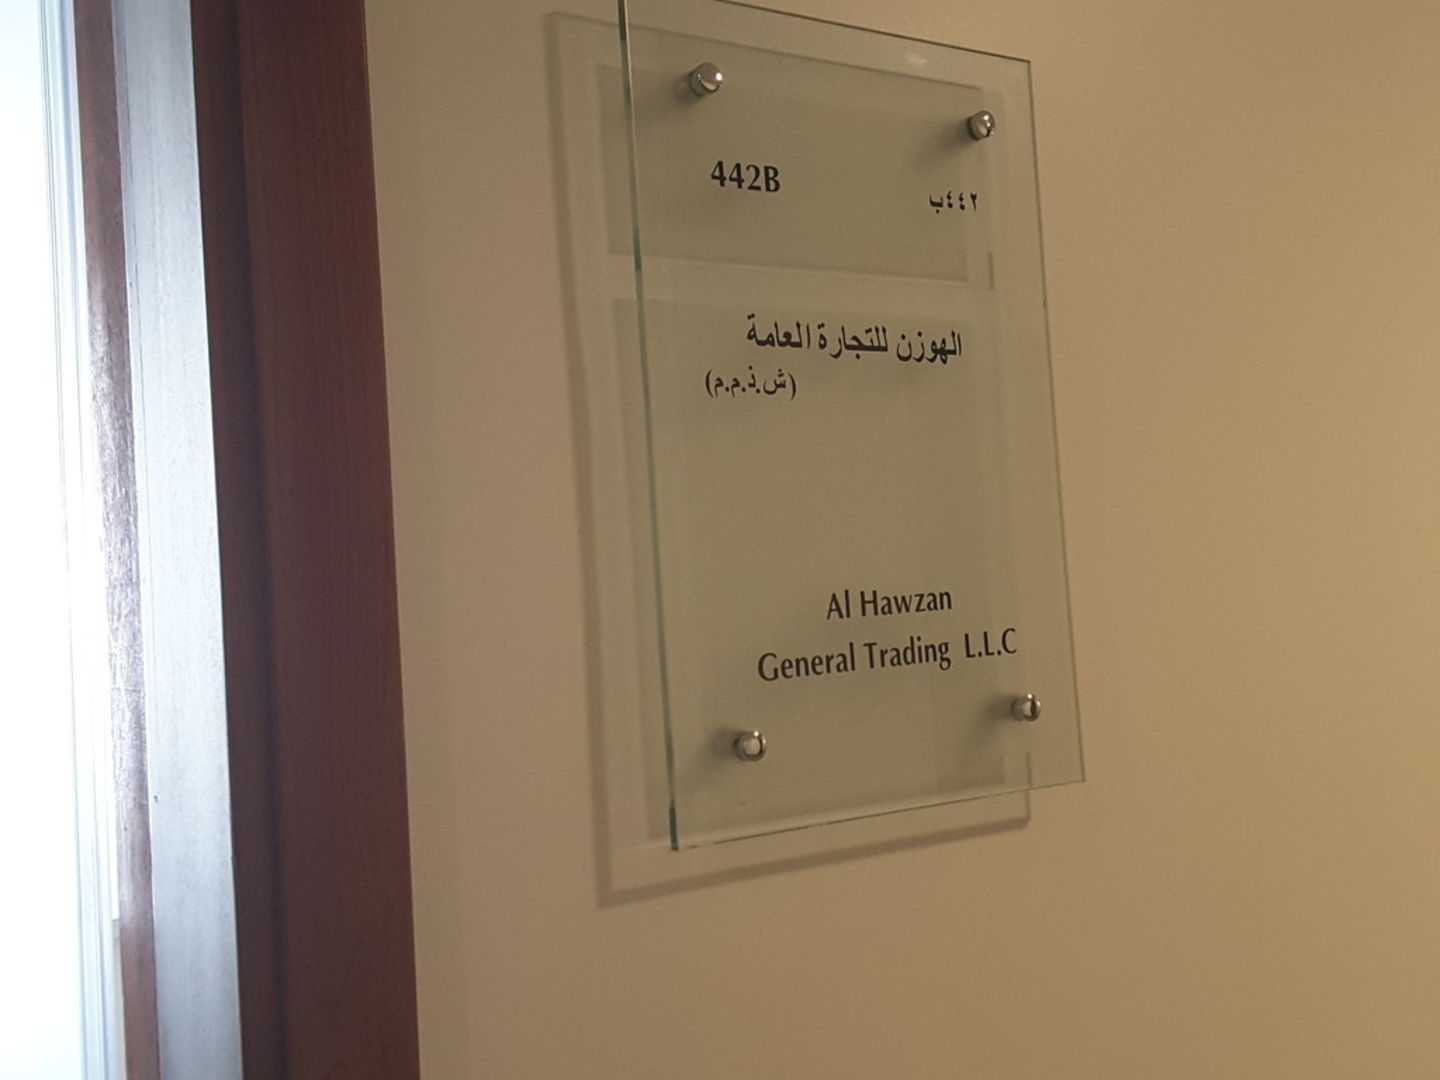 442B
٤٤٢ب
الهوزن للتجارة العامة
(ش.ذ.م.م)
Al Hawzan
General Trading L.L.C